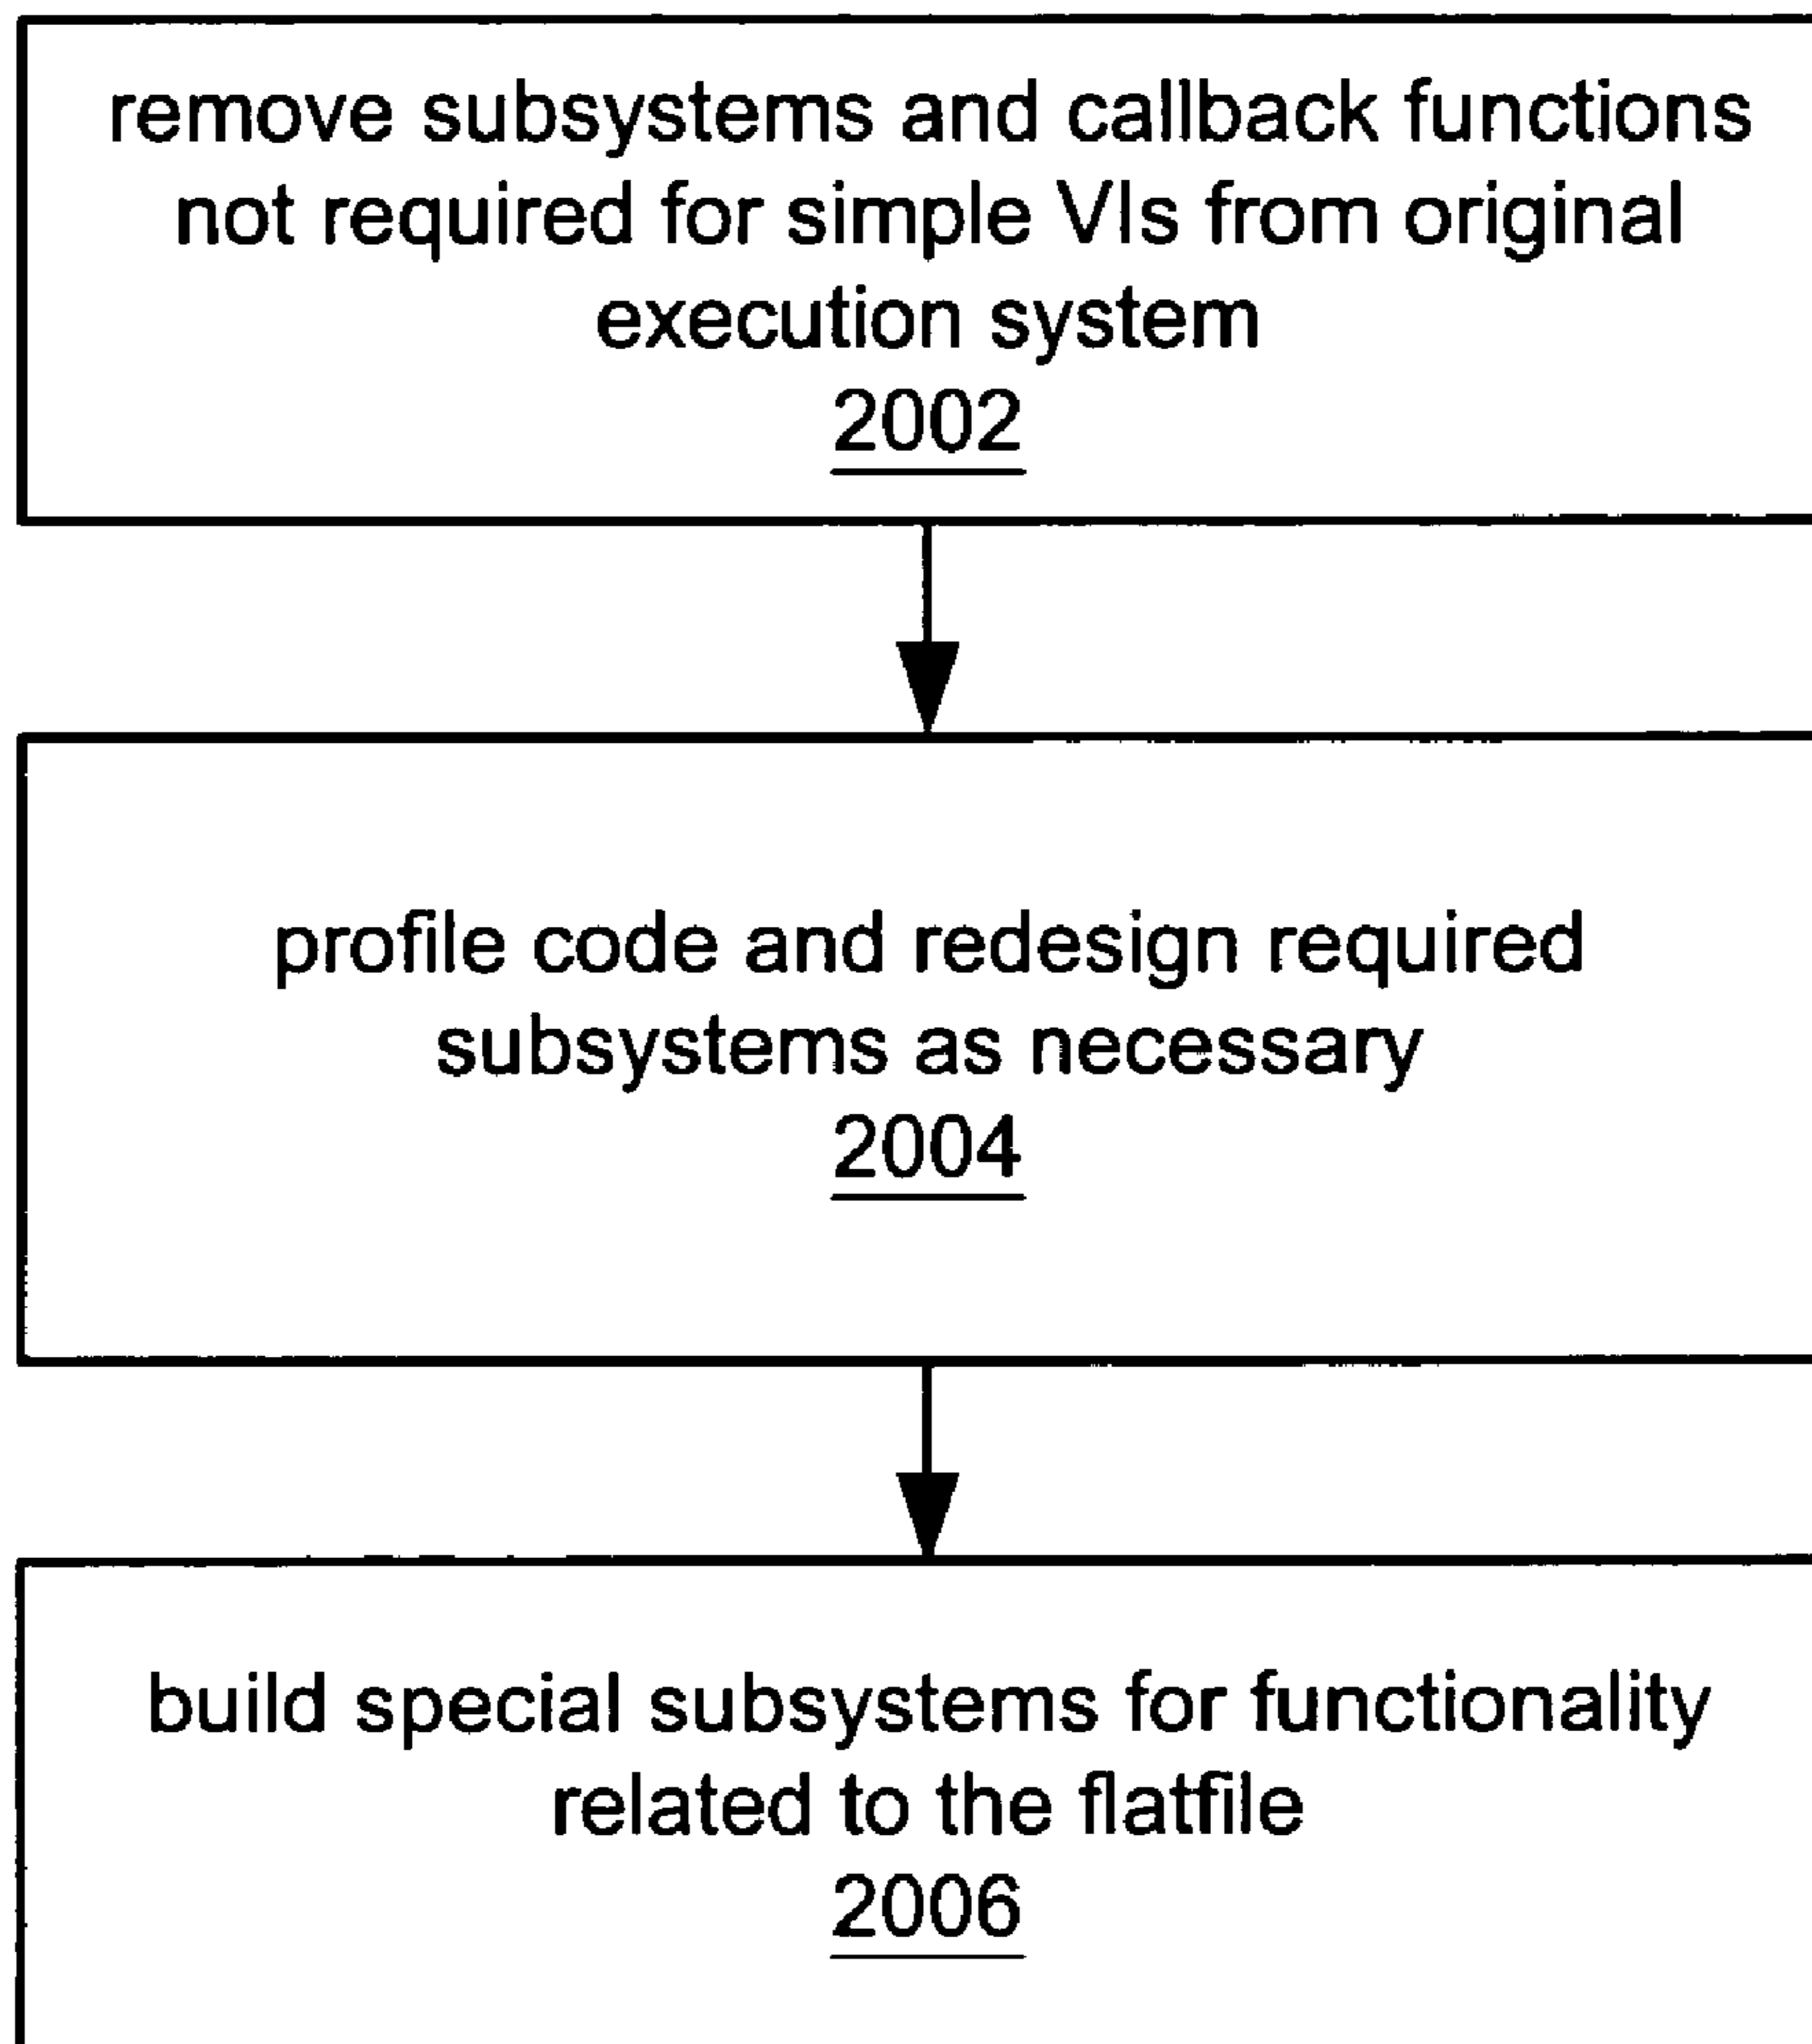 remove subsystems and callback functions
not required for simple VIs from original
execution system
2002
profile code and redesign required
subsystems as necessary
2004
build special subsystems for functionality
related to the flatfile
2006